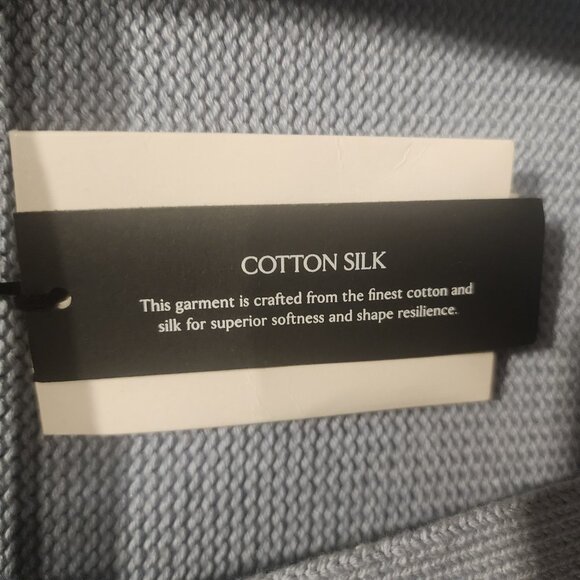 COTTON SILK
This garment is crafted from the finest cotton and
silk for superior softness and shape resilience.